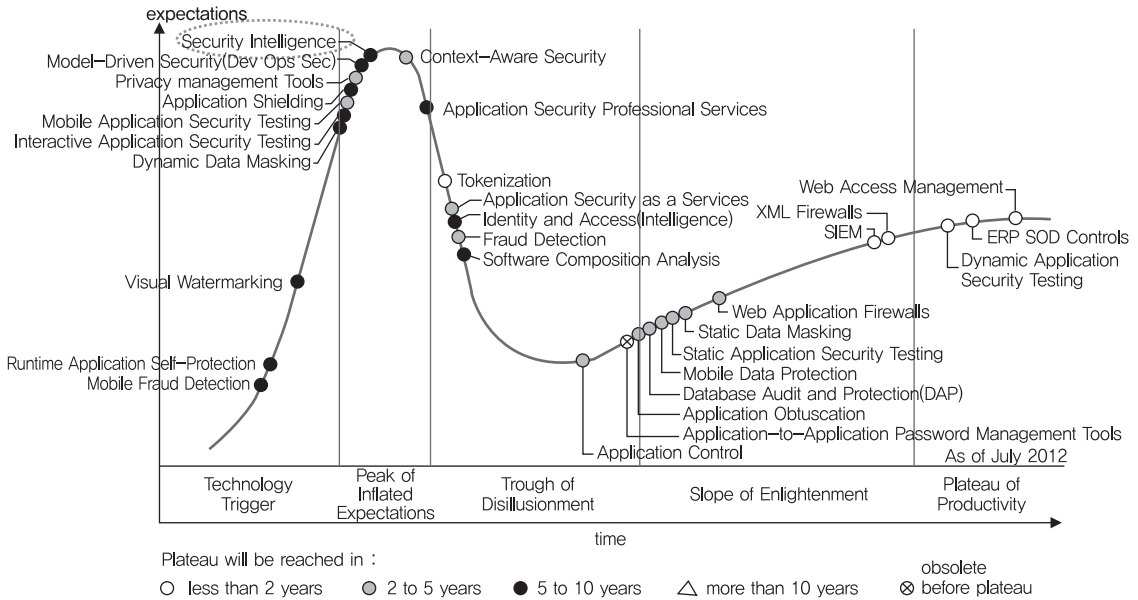 expectations
Security Intelligence
Model-Driven Security(Dev Ops Sec)
Privacy management Tools
Application Shielding
Mobile Application Security Testing
Interactive Application Security Testing
Dynamic Data Masking
Context-Aware Security
Application Security Professional Services
Tokenization
Application Security as a Services
Identity and Access(Intelligence)
Fraud Detection
Software Composition Analysis
Visual Watermarking
Runtime Application Self-Protection
Mobile Fraud Detection
Web Access Management
XML Firewalls
SIEM
ERP SOD Controls
Dynamic Application
Security Testing
Web Application Firewalls
Static Data Masking
Static Application Security Testing
Mobile Data Protection
Database Audit and Protection(DAP)
Application Obtuscation
Application-to-Application Password Management Tools
Application Control
As of July 2012
Technology
Trigger
Peak of
Inflated
Expectations
Trough of
Disillusionment
Slope of Enlightenment
Plateau of
Productivity
time
Plateau will be reached in :
less than 2 years
2 to 5 years
5 to 10 years
more than 10 years
obsolete
before plateau